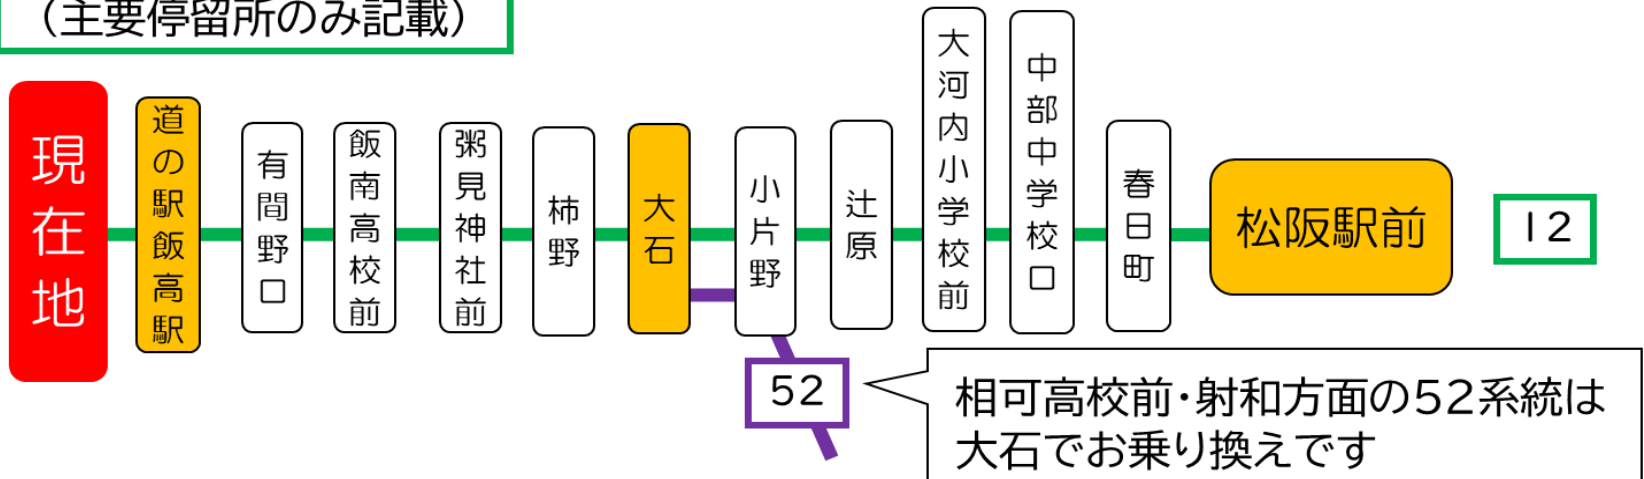 （主要停留所のみ記載）
現在地
道の駅飯高駅
有間野口
飯南高校前
粥見神社前
柿野
大石
小片野
辻原
大河内小学校前
中部中学校口
春日町
松阪駅前
12
52
相可高校前・射和方面の52系統は
大石でお乗り換えです